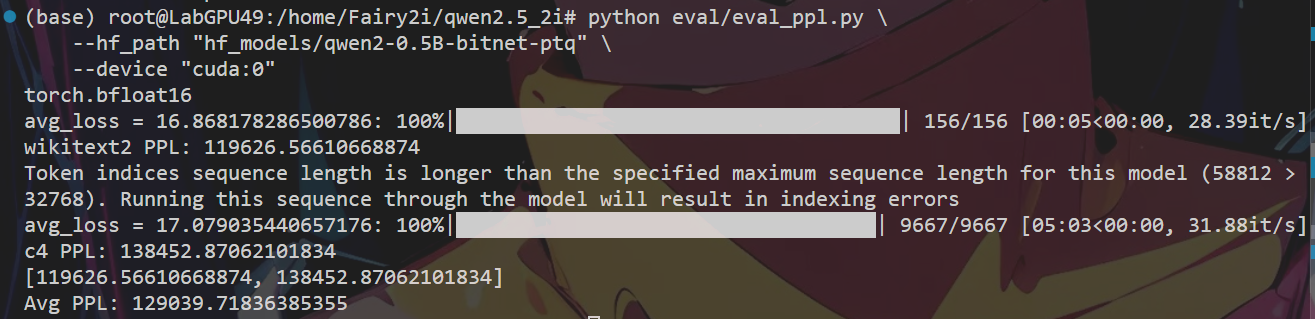 (base) root@LabGPU49:/home/Fairy2i/qwen2.5_2i# python eval/eval_ppl.py \
    --hf_path "hf_models/qwen2-0.5B-bitnet-ptq" \
    --device "cuda:0"
torch.bfloat16
avg_loss = 16.868178286500786: 100%|██████████| 156/156 [00:05<00:00, 28.39it/s]
wikitext2 PPL: 119626.56610668874
Token indices sequence length is longer than the specified maximum sequence length for this model (58812 >
32768). Running this sequence through the model will result in indexing errors
avg_loss = 17.079035440657176: 100%|██████████| 9667/9667 [05:03<00:00, 31.88it/s]
c4 PPL: 138452.87062101834
[119626.56610668874, 138452.87062101834]
Avg PPL: 129039.71836385355